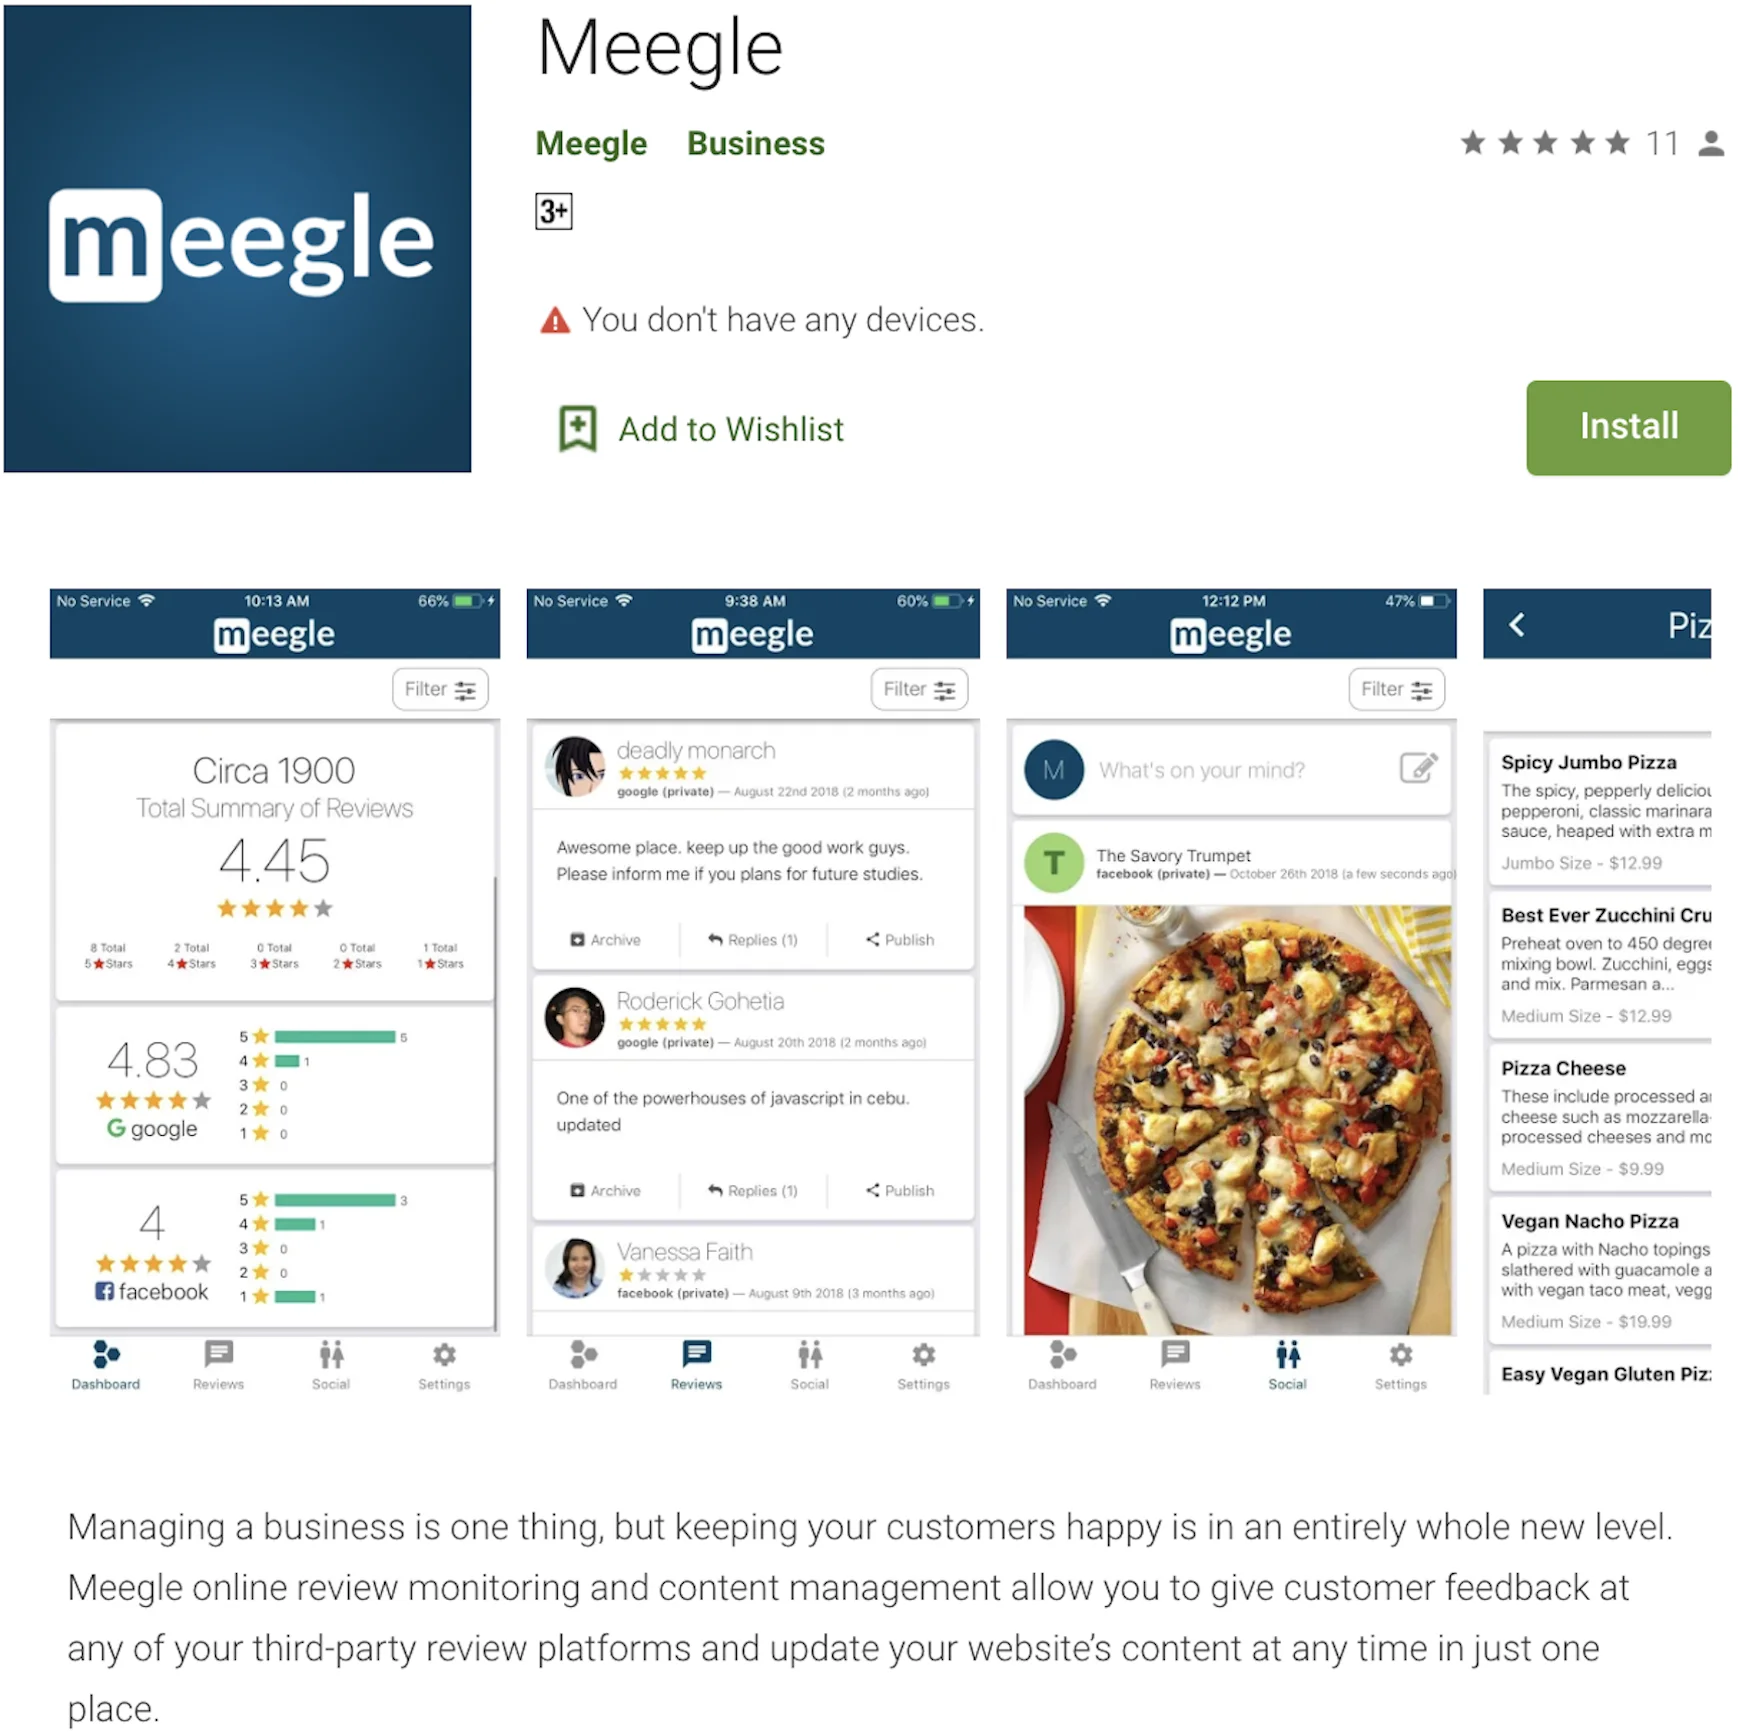 meegle
Meegle
Meegle Business
11
3+
You don't have any devices.
Add to Wishlist
Install
No Service 10:13 AM 66%
meegle
Filter
Circa 1900
Total Summary of Reviews
4.45
8 Total 2 Total 0 Total 0 Total 1 Total
5 Stars 4 Stars 3 Stars 2 Stars 1 Stars
4.83
google
5 5
4 1
3 0
2 0
1 0
4
facebook
5 3
4 1
3 0
2 0
1 1
Dashboard Reviews Social Settings
No Service 9:38 AM 60%
meegle
Filter
deadly monarch
google (private) — August 22nd 2018 (2 months ago)
Awesome place. keep up the good work guys.
Please inform me if you plans for future studies.
Archive Replies (1) Publish
Roderick Gohetia
google (private) — August 20th 2018 (2 months ago)
One of the powerhouses of javascript in cebu.
updated
Archive Replies (1) Publish
Vanessa Faith
facebook (private) — August 9th 2018 (3 months ago)
Dashboard Reviews Social Settings
No Service 12:12 PM 47%
meegle
Filter
M What's on your mind?
T
The Savory Trumpet
facebook (private) — October 26th 2018 (a few seconds ago)
Dashboard Reviews Social Settings
Piz
Spicy Jumbo Pizza
The spicy, pepperly deliciou
pepperoni, classic marinara
sauce, heaped with extra m
Jumbo Size - $12.99
Best Ever Zucchini Cru
Preheat oven to 450 degree
mixing bowl. Zucchini, eggs
and mix. Parmesan a...
Medium Size - $12.99
Pizza Cheese
These include processed ar
cheese such as mozzarella-
processed cheeses and mo
Medium Size - $9.99
Vegan Nacho Pizza
A pizza with Nacho topings
slathered with guacamole a
with vegan taco meat, vegg
Medium Size - $19.99
Easy Vegan Gluten Piz
Managing a business is one thing, but keeping your customers happy is in an entirely whole new level.
Meegle online review monitoring and content management allow you to give customer feedback at
any of your third-party review platforms and update your website’s content at any time in just one
place.